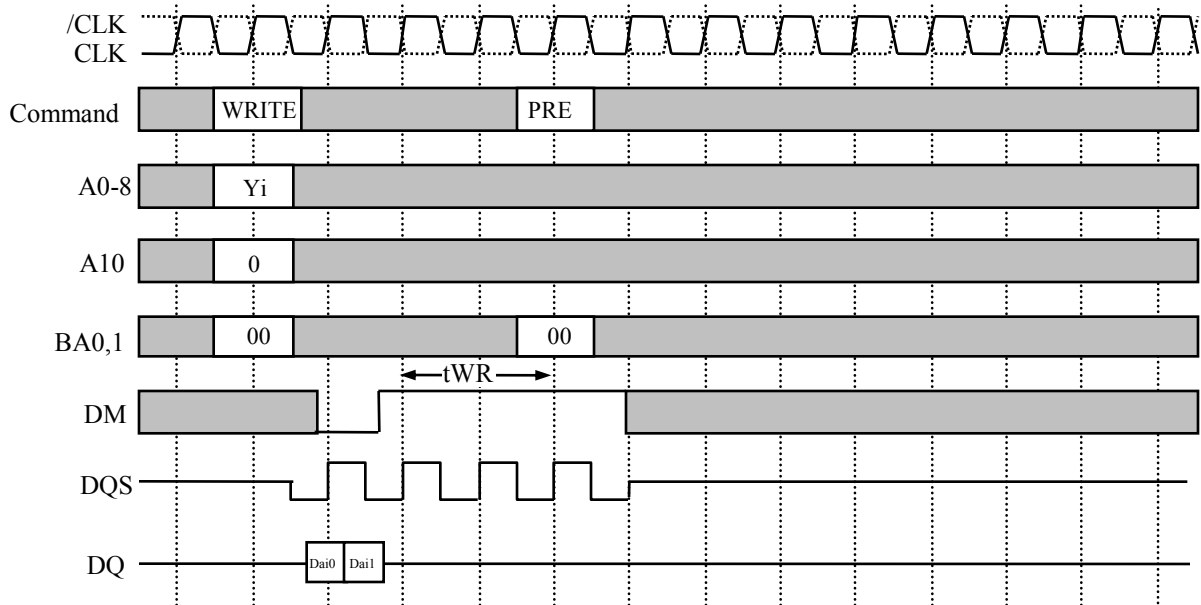 /CLK
CLK
Command WRITE PRE
A0-8 Yi
A10 0
BA0,1 00 00
tWR
DM
DQS
DQ Dai0 Dai1